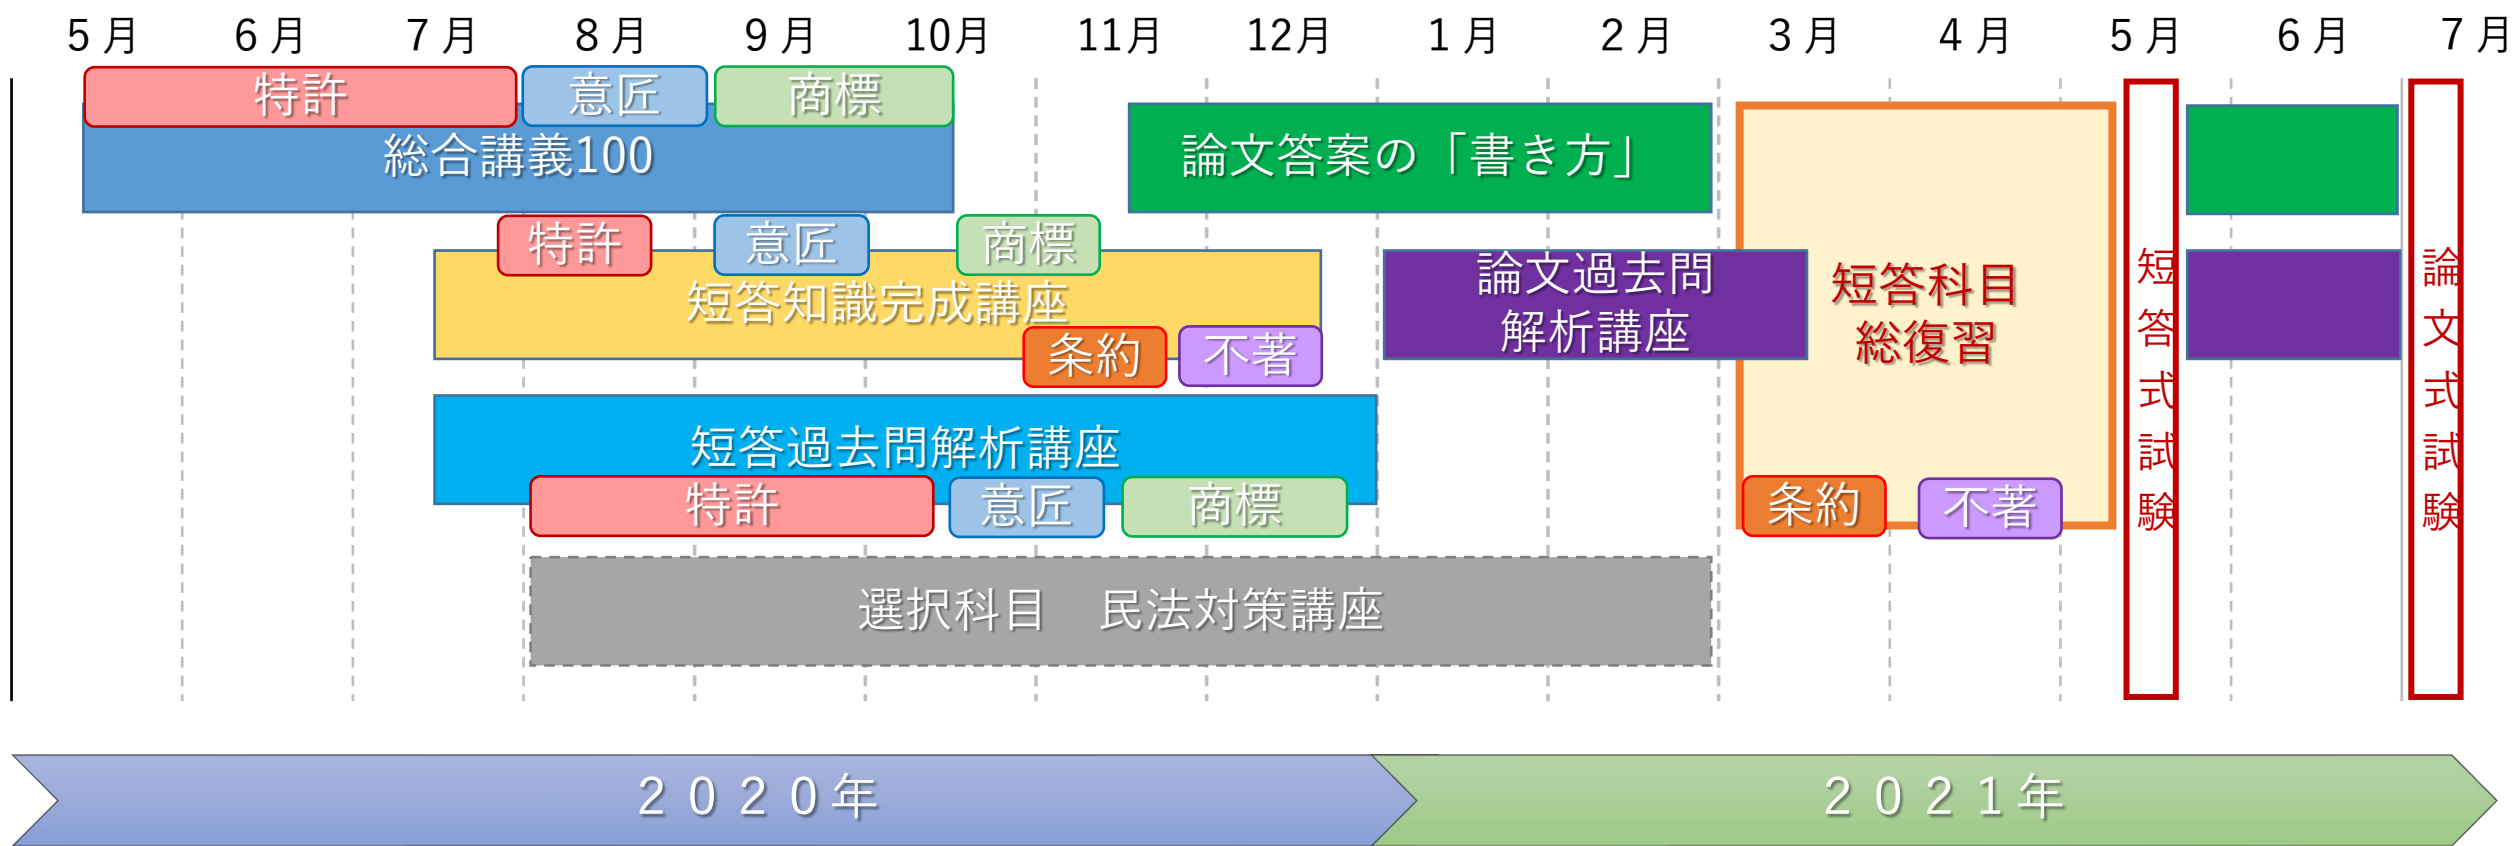 5月 6月 7月 8月 9月 10月 11月 12月 1月 2月 3月 4月 5月 6月 7月
特許 意匠 商標
総合講義100
論文答案の「書き方」
特許 意匠 商標
短答知識完成講座
条約 不著
論文過去問
解析講座
短答科目
総復習
短答過去問解析講座
特許 意匠 商標
条約 不著
選択科目　民法対策講座
短答式試験
論文式試験
２０２０年
２０２１年